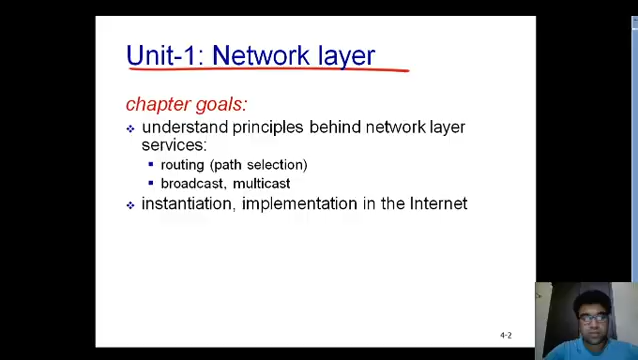 Unit-1: Network layer
chapter goals:
❖ understand principles behind network layer
services:
▪ routing (path selection)
▪ broadcast, multicast
❖ instantiation, implementation in the Internet
4-2